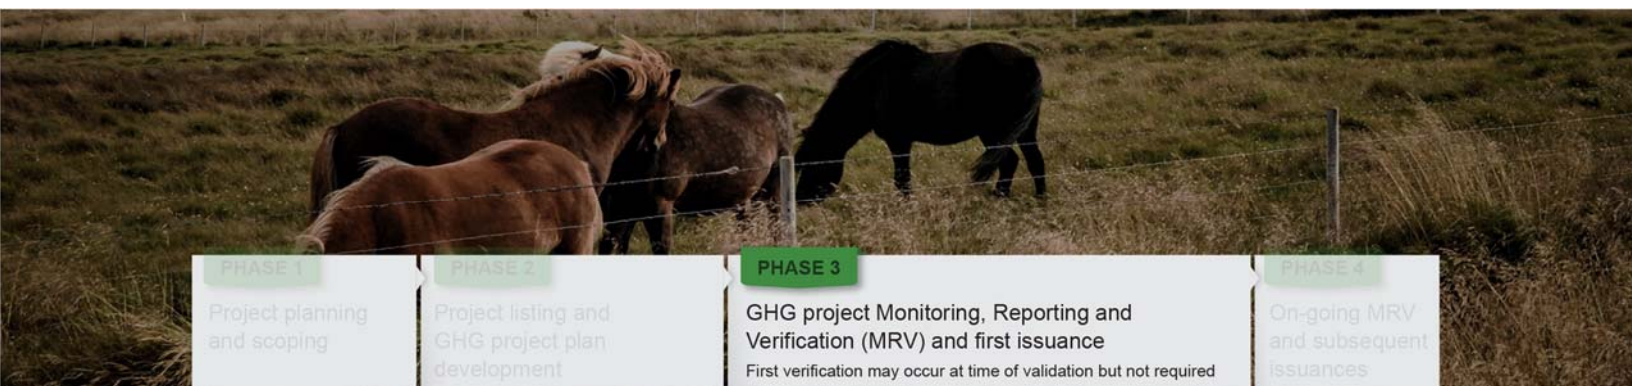 PHASE 1
Project planning
and scoping
PHASE 2
Project listing and
GHG project plan
development
PHASE 3
GHG project Monitoring, Reporting and
Verification (MRV) and first issuance
First verification may occur at time of validation but not required
PHASE 4
On-going MRV
and subsequent
issuances